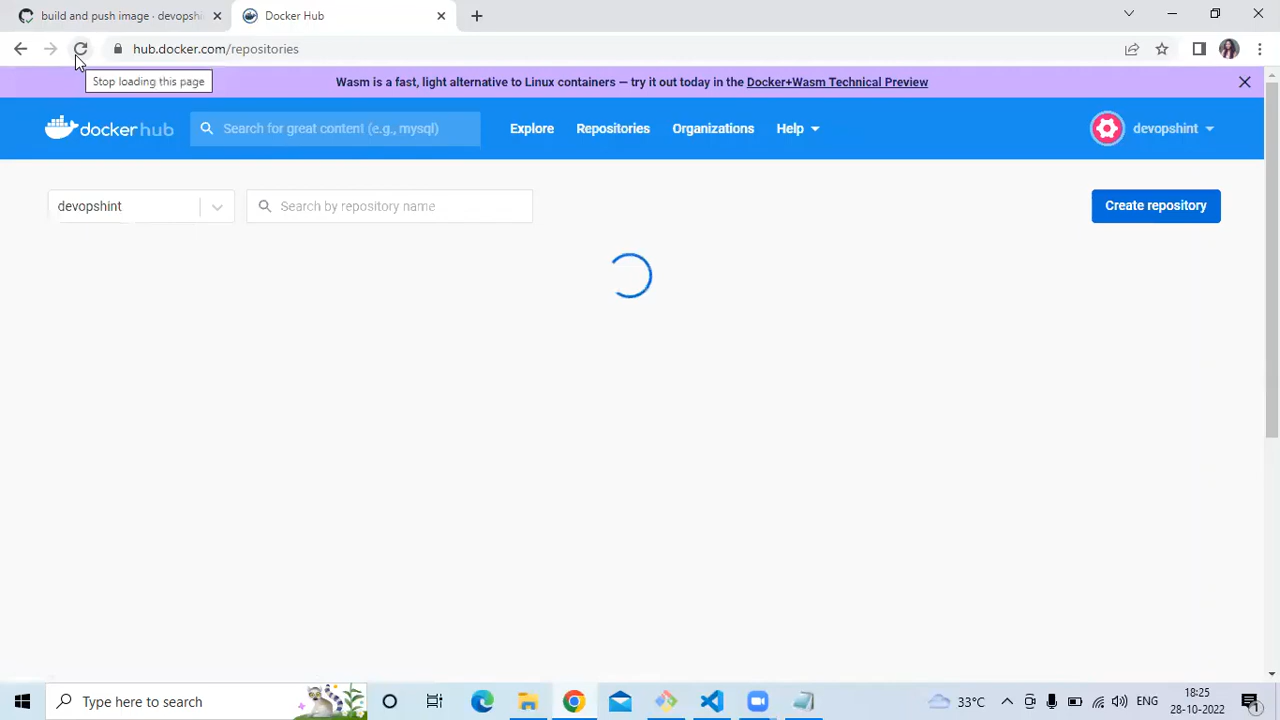 build and push image · devopshi
Docker Hub
hub.docker.com/repositories
Stop loading this page
Wasm is a fast, light alternative to Linux containers — try it out today in the Docker+Wasm Technical Preview
docker hub
Search for great content (e.g., mysql)
Explore
Repositories
Organizations
Help
devopshint
devopshint
Search by repository name
Create repository
Type here to search
33°C
ENG
18:25
28-10-2022
1